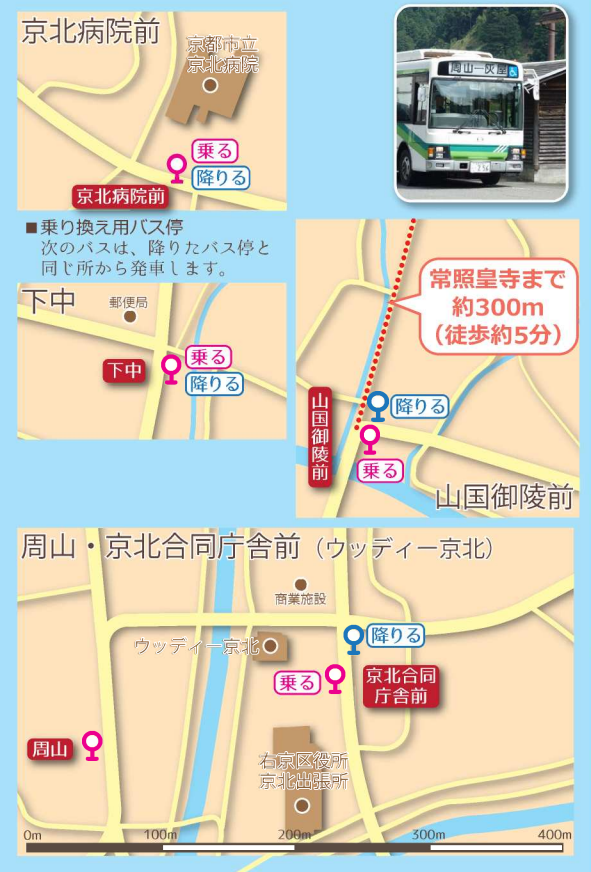 京北病院前
京都市立
京北病院
乗る
降りる
京北病院前
周山－灰屋
■乗り換え用バス停
次のバスは、降りたバス停と
同じ所から発車します。
下中
郵便局
下中
乗る
降りる
常照皇寺まで
約300m
（徒歩約5分）
山国御陵前
降りる
乗る
山国御陵前
周山・京北合同庁舎前（ウッディー京北）
商業施設
ウッディー京北
降りる
乗る
京北合同
庁舎前
周山
右京区役所
京北出張所
0m 100m 200m 300m 400m